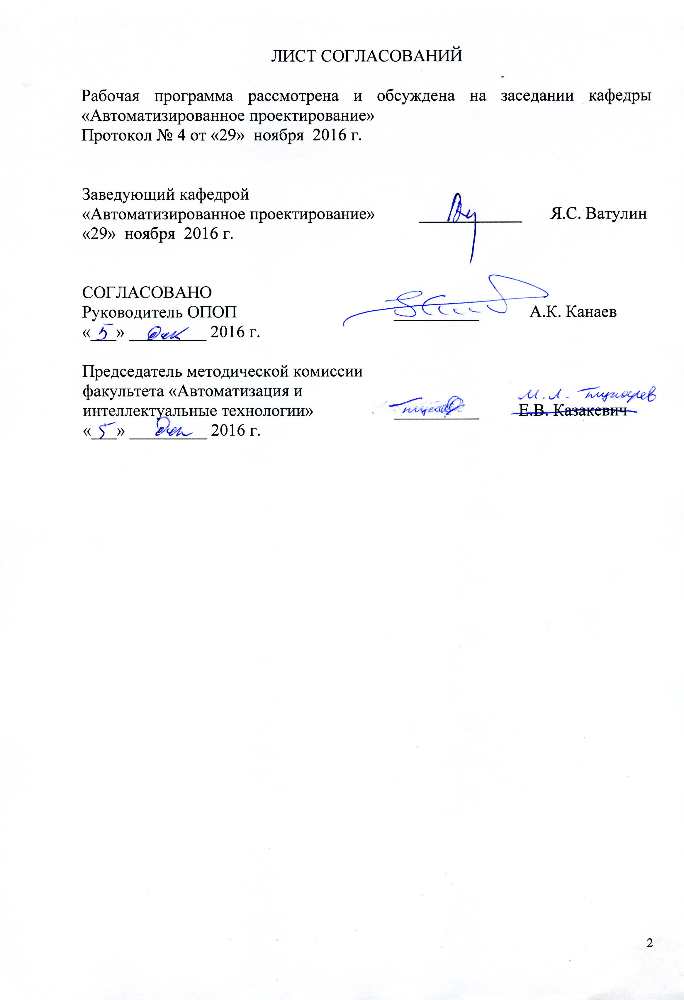 ЛИСТ СОГЛАСОВАНИЙ
Рабочая программа рассмотрена и обсуждена на заседании кафедры
«Автоматизированное проектирование»
Протокол № 4 от «29» ноября 2016 г.
Заведующий кафедрой
«Автоматизированное проектирование» Я.С. Ватулин
«29» ноября 2016 г.
СОГЛАСОВАНО
Руководитель ОПОП А.К. Канаев
«5» дек 2016 г.
Председатель методической комиссии
факультета «Автоматизация и
М.Л.
интеллектуальные технологии» Е.В. Казакевич
«5» дек 2016 г.
2